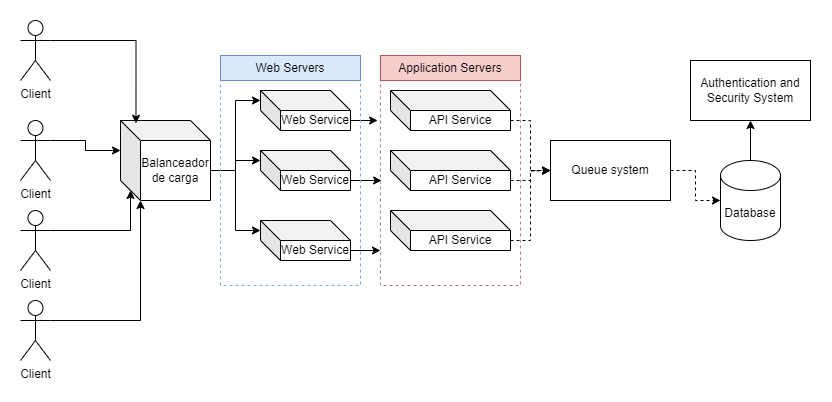 Client
Client
Client
Client
Balanceador
de carga
Web Servers
Web Service
Web Service
Web Service
Application Servers
API Service
API Service
API Service
Queue system
Authentication and
Security System
Database